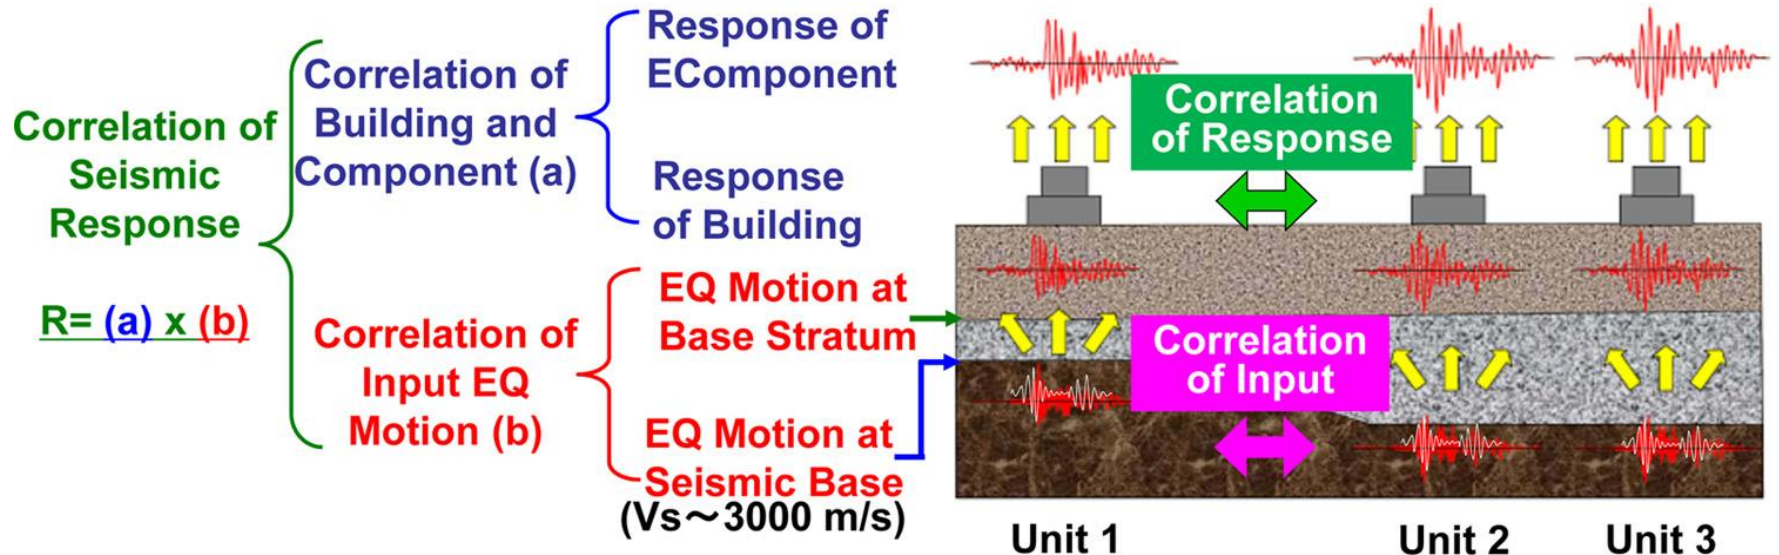 Correlation of
Seismic
Response
R= (a) x (b)
Correlation of
Building and
Component (a)
Response of
EComponent
Response
of Building
Correlation of
Input EQ
Motion (b)
EQ Motion at
Base Stratum
EQ Motion at
Seismic Base
(Vs～3000 m/s)
Correlation
of Response
Correlation
of Input
Unit 1
Unit 2
Unit 3